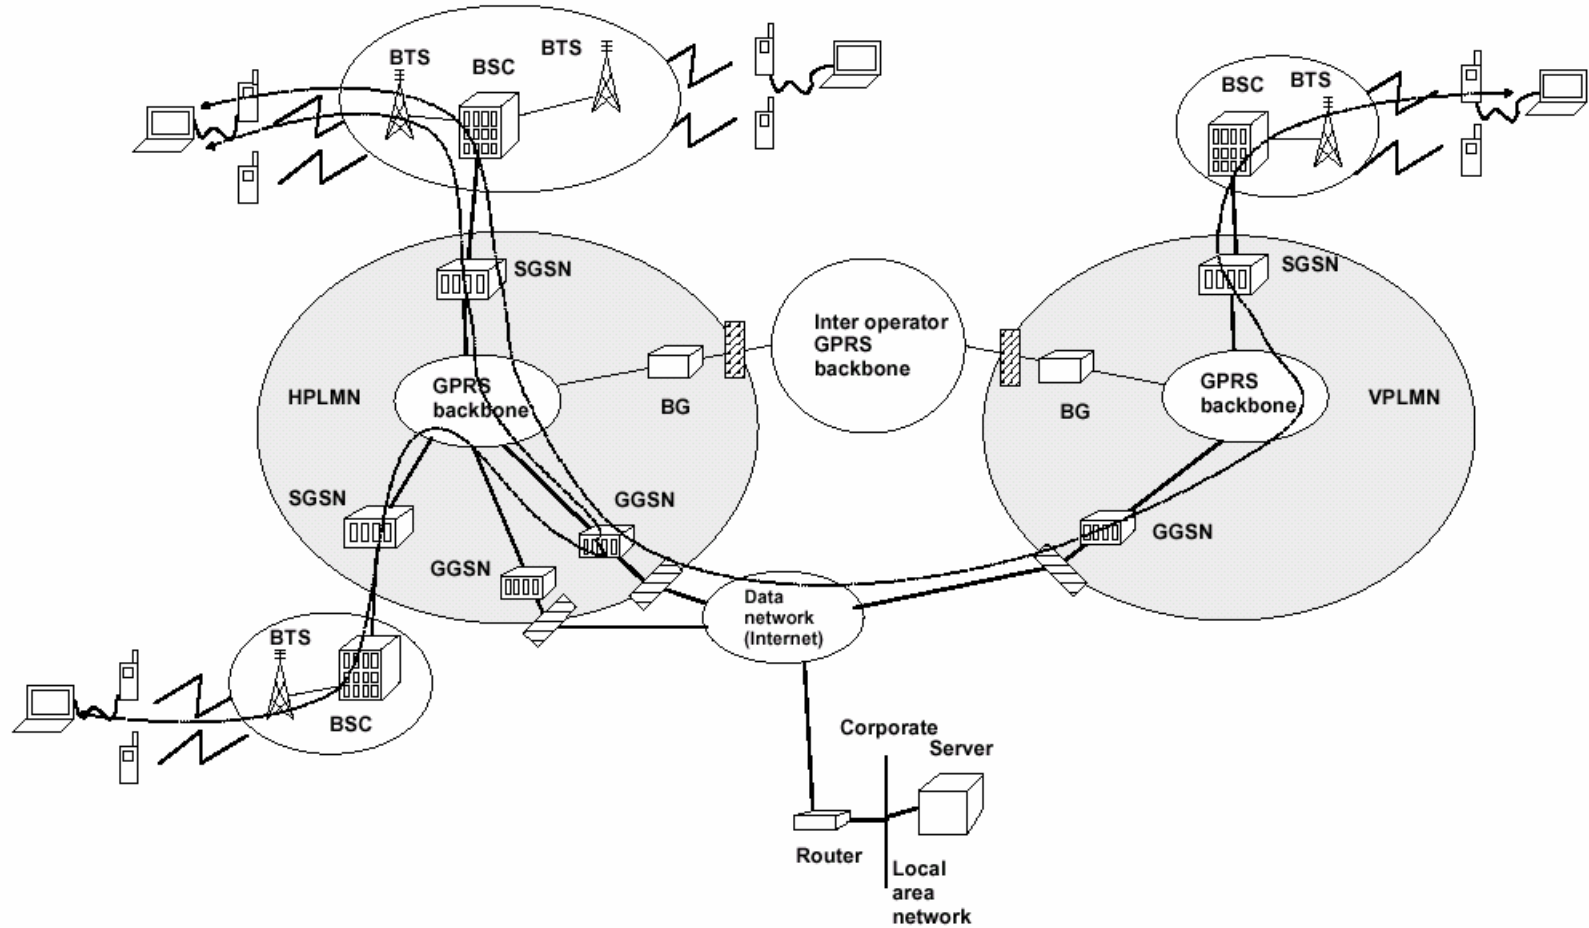 BTS
BSC
BTS
BSC
BTS
SGSN
SGSN
Inter operator
GPRS
backbone
HPLMN
GPRS
backbone
BG
BG
GPRS
backbone
VPLMN
SGSN
GGSN
GGSN
GGSN
Data
network
(Internet)
BTS
BSC
Corporate
Server
Router
Local
area
network